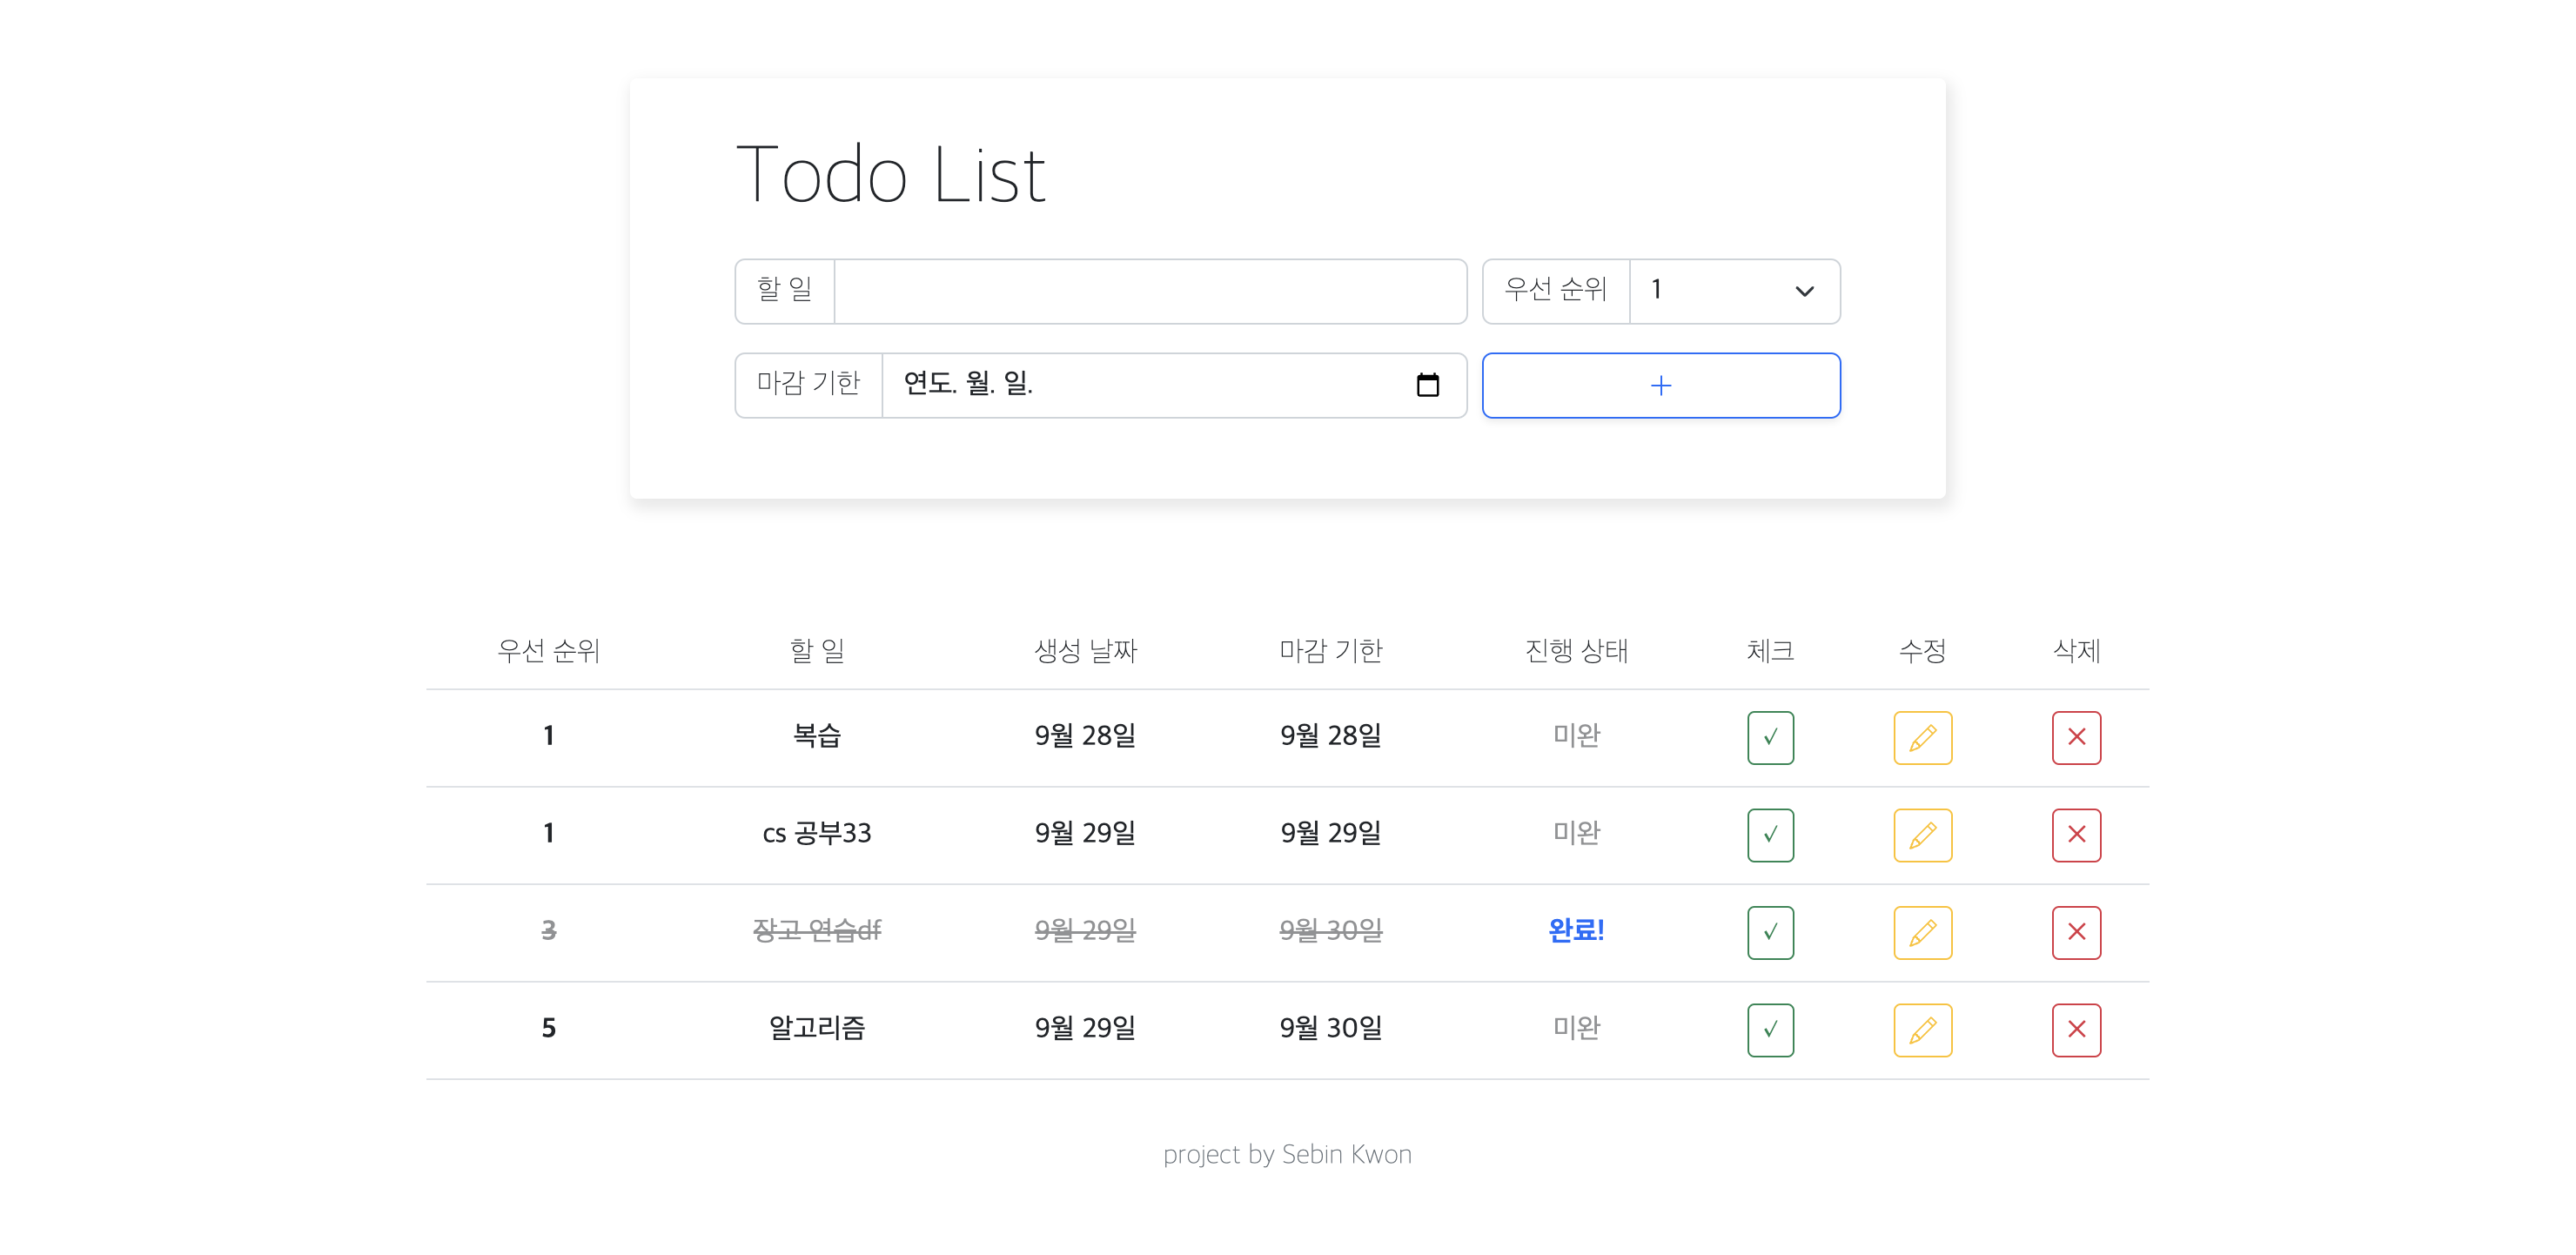 Todo List
할 일
우선 순위 1
마감 기한 연도. 월. 일.
+
우선 순위 할 일 생성 날짜 마감 기한 진행 상태 체크 수정 삭제
1 복습 9월 28일 9월 28일 미완
1 cs 공부33 9월 29일 9월 29일 미완
3 장고 연습df 9월 29일 9월 30일 완료!
5 알고리즘 9월 29일 9월 30일 미완
project by Sebin Kwon